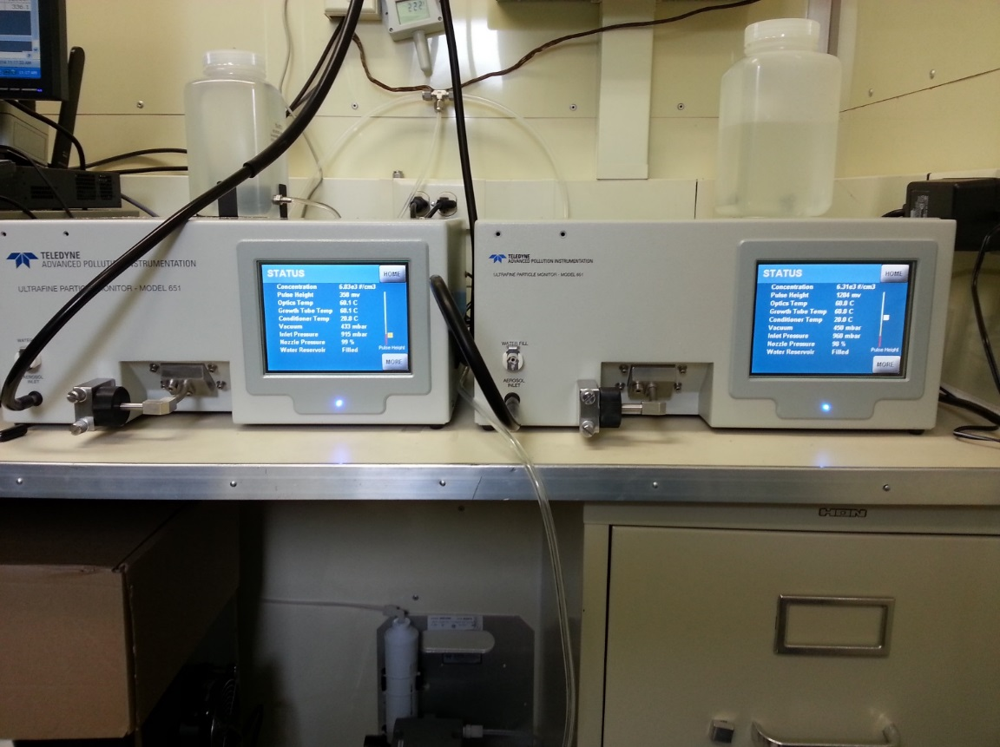 336.1
22.2
TELEDYNE
ADVANCED POLLUTION INSTRUMENTATION
ULTRAFINE PARTICLE MONITOR - MODEL 651
AEROSOL
INLET
STATUS
HOME
Concentration 6.03e3 #/cm3
Pulse Height 350 mv
Optics Temp 60.1 C
Growth Tube Temp 60.1 C
Conditioner Temp 20.0 C
Vacuum 433 mbar
Inlet Pressure 915 mbar
Nozzle Pressure 99 %
Water Reservoir Filled
Pulse Height
MORE
TELEDYNE
ADVANCED POLLUTION INSTRUMENTATION
ULTRAFINE PARTICLE MONITOR - MODEL 651
WATER FILL
AEROSOL
INLET
STATUS
HOME
Concentration 6.31e3 #/cm3
Pulse Height 1204 mv
Optics Temp 60.0 C
Growth Tube Temp 60.0 C
Conditioner Temp 20.0 C
Vacuum 450 mbar
Inlet Pressure 960 mbar
Nozzle Pressure 98 %
Water Reservoir Filled
Pulse Height
MORE
HON